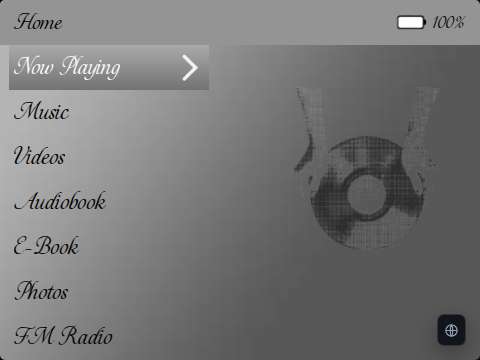 Home
100%
Now Playing
Music
Videos
Audiobook
E-Book
Photos
FM Radio